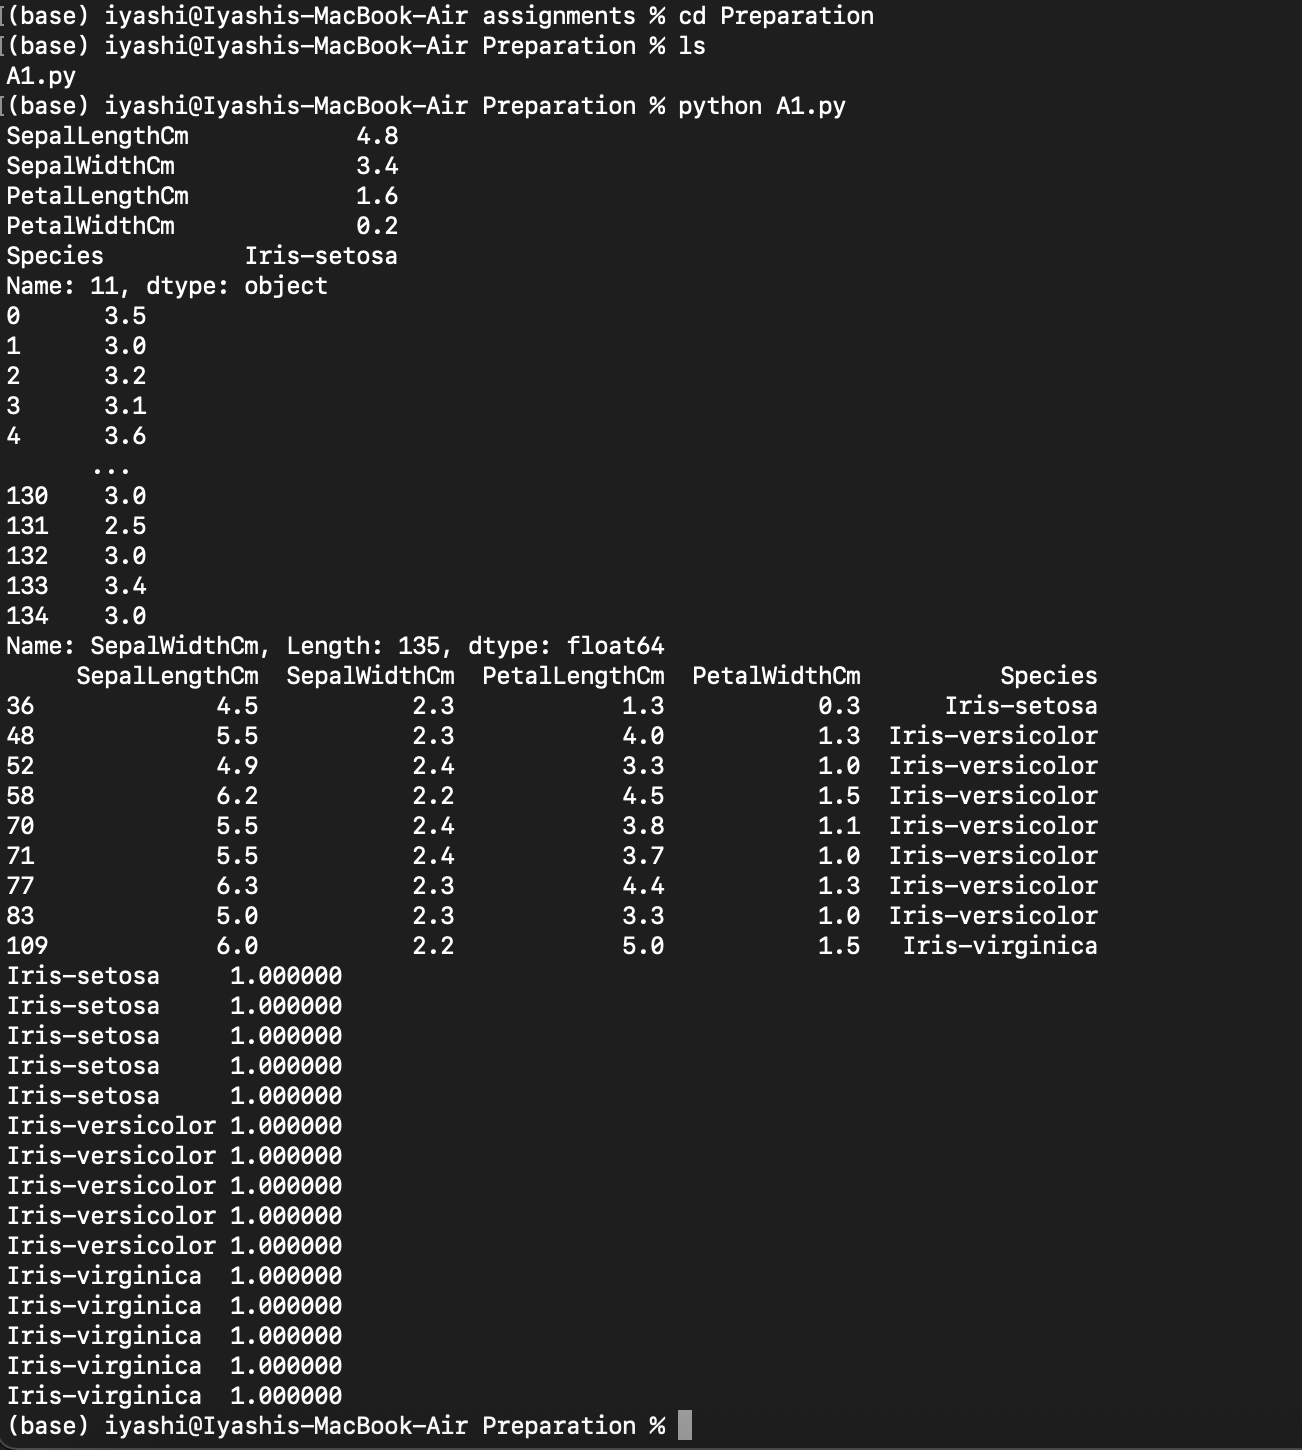 (base) iyashi@Iyashis-MacBook-Air assignments % cd Preparation
[(base) iyashi@Iyashis-MacBook-Air Preparation % ls
A1.py
[(base) iyashi@Iyashis-MacBook-Air Preparation % python A1.py
SepalLengthCm            4.8
SepalWidthCm             3.4
PetalLengthCm            1.6
PetalWidthCm             0.2
Species          Iris-setosa
Name: 11, dtype: object
0      3.5
1      3.0
2      3.2
3      3.1
4      3.6
      ...
130    3.0
131    2.5
132    3.0
133    3.4
134    3.0
Name: SepalWidthCm, Length: 135, dtype: float64
     SepalLengthCm  SepalWidthCm  PetalLengthCm  PetalWidthCm          Species
36             4.5           2.3            1.3           0.3      Iris-setosa
48             5.5           2.3            4.0           1.3  Iris-versicolor
52             4.9           2.4            3.3           1.0  Iris-versicolor
58             6.2           2.2            4.5           1.5  Iris-versicolor
70             5.5           2.4            3.8           1.1  Iris-versicolor
71             5.5           2.4            3.7           1.0  Iris-versicolor
77             6.3           2.3            4.4           1.3  Iris-versicolor
83             5.0           2.3            3.3           1.0  Iris-versicolor
109            6.0           2.2            5.0           1.5   Iris-virginica
Iris-setosa     1.000000
Iris-setosa     1.000000
Iris-setosa     1.000000
Iris-setosa     1.000000
Iris-setosa     1.000000
Iris-versicolor 1.000000
Iris-versicolor 1.000000
Iris-versicolor 1.000000
Iris-versicolor 1.000000
Iris-versicolor 1.000000
Iris-virginica  1.000000
Iris-virginica  1.000000
Iris-virginica  1.000000
Iris-virginica  1.000000
Iris-virginica  1.000000
(base) iyashi@Iyashis-MacBook-Air Preparation %